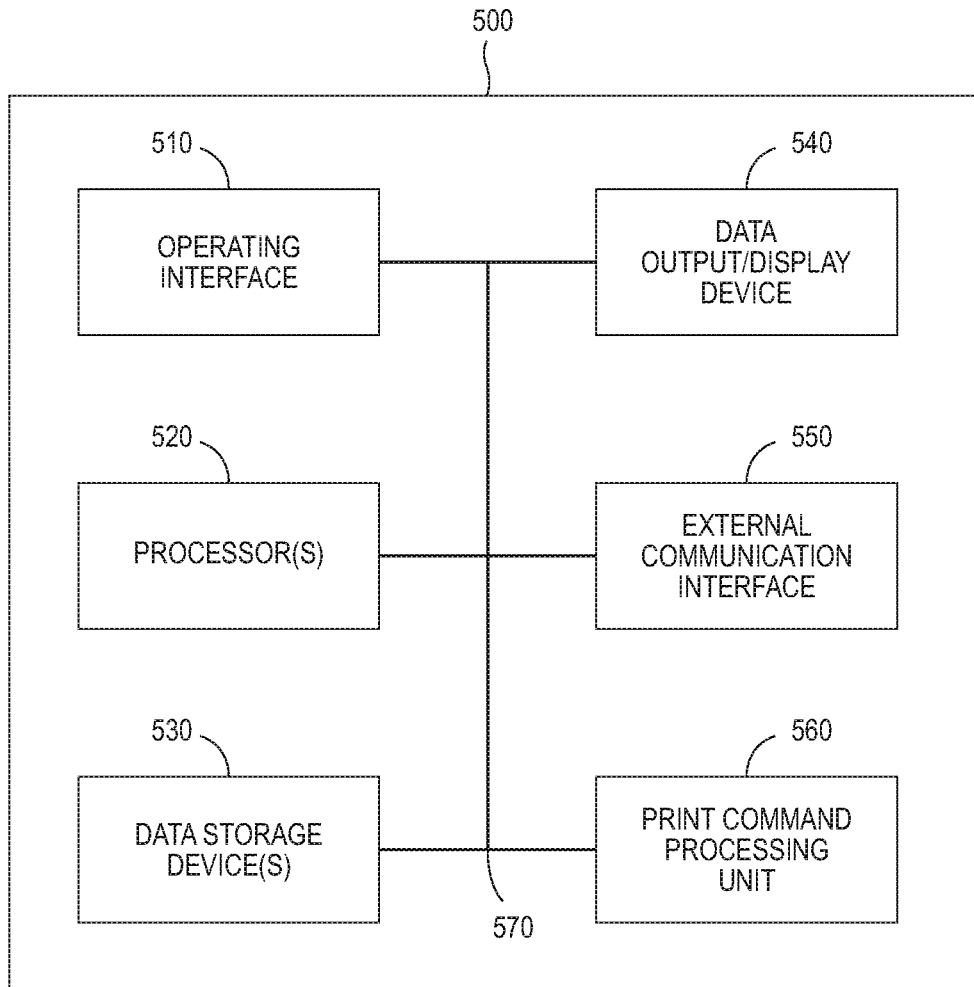 500
510
OPERATING
INTERFACE
540
DATA
OUTPUT/DISPLAY
DEVICE
520
PROCESSOR(S)
550
EXTERNAL
COMMUNICATION
INTERFACE
530
DATA STORAGE
DEVICE(S)
560
PRINT COMMAND
PROCESSING
UNIT
570